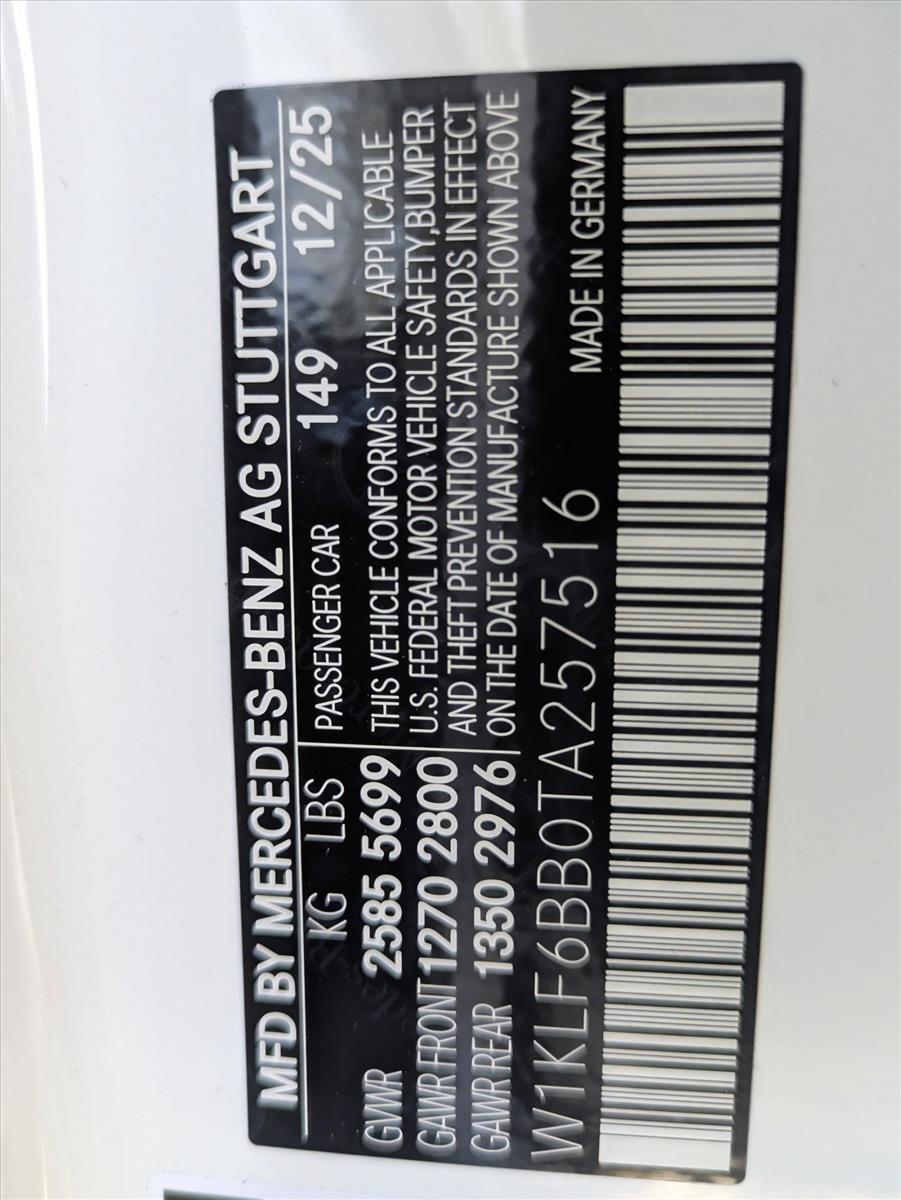 MFD BY MERCEDES-BENZ AG STUTTGART
KG LBS PASSENGER CAR 149 12/25
GVWR 2585 5699 THIS VEHICLE CONFORMS TO ALL APPLICABLE
GAWR FRONT 1270 2800 U.S. FEDERAL MOTOR VEHICLE SAFETY,BUMPER
AND THEFT PREVENTION STANDARDS IN EFFECT
GAWR REAR 1350 2976 ON THE DATE OF MANUFACTURE SHOWN ABOVE
W1KLF6BB0TA257516 MADE IN GERMANY